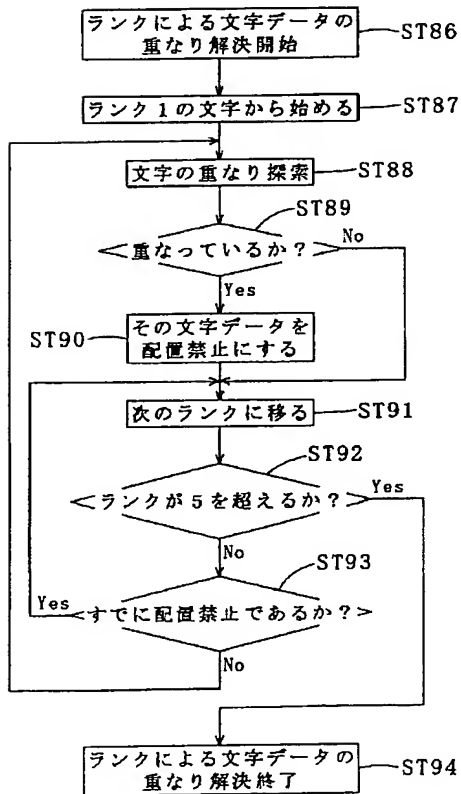 ランクによる文字データの
重なり解決開始
ST86
ランク1の文字から始める
ST87
文字の重なり探索
ST88
ST89
重なっているか?
No
Yes
ST90
その文字データを
配置禁止にする
次のランクに移る
ST91
ST92
ランクが5を超えるか?
Yes
No
ST93
Yes
すでに配置禁止であるか?
No
ランクによる文字データの
重なり解決終了
ST94